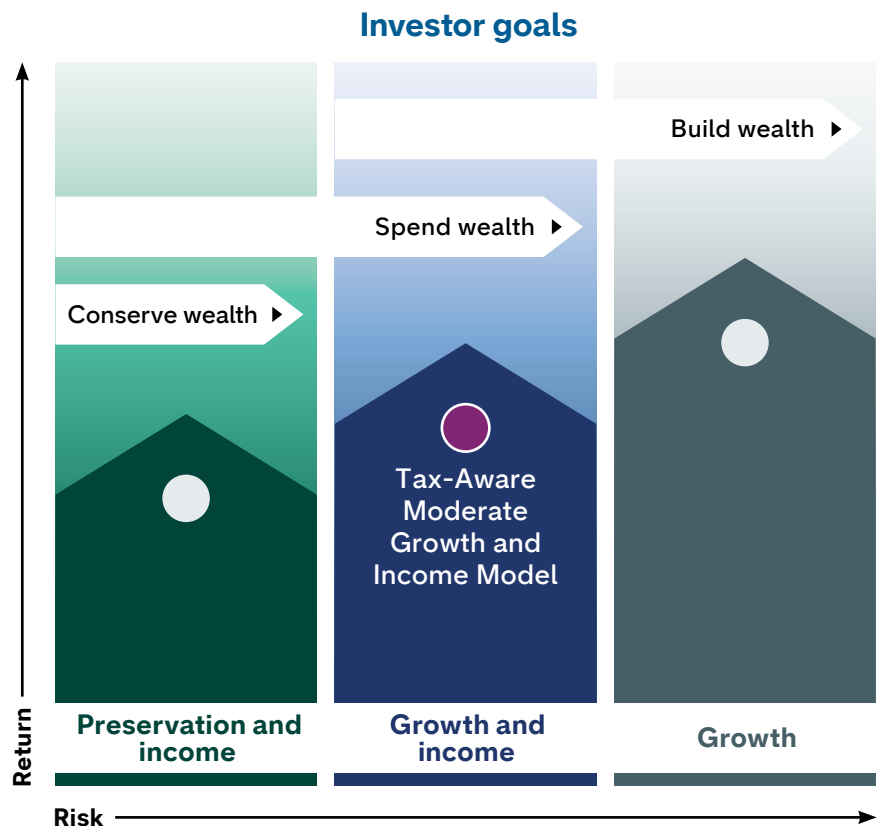 Investor goals
Build wealth
Spend wealth
Conserve wealth
Tax-Aware
Moderate
Growth and
Income Model
Return
Preservation and
income
Growth and
income
Growth
Risk